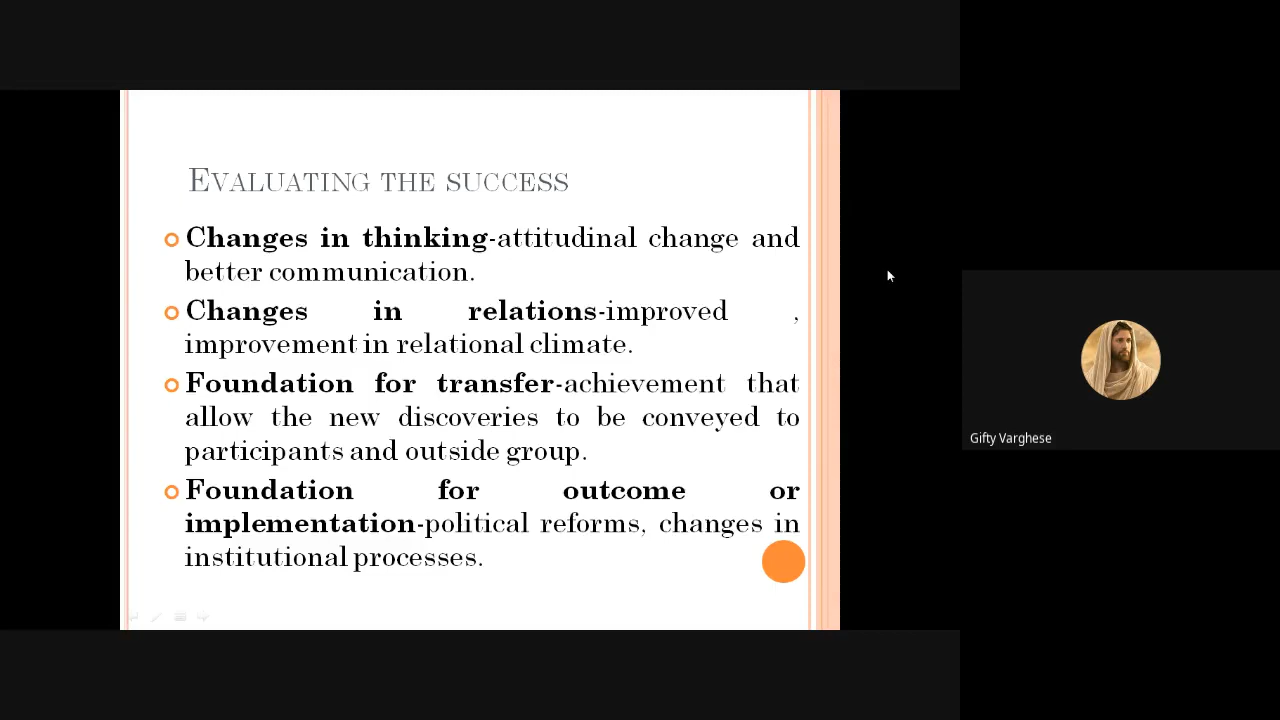 EVALUATING THE SUCCESS
Changes in thinking-attitudinal change and
better communication.
Changes in relations-improved ,
improvement in relational climate.
Foundation for transfer-achievement that
allow the new discoveries to be conveyed to
participants and outside group.
Foundation for outcome or
implementation-political reforms, changes in
institutional processes.
Gifty Varghese